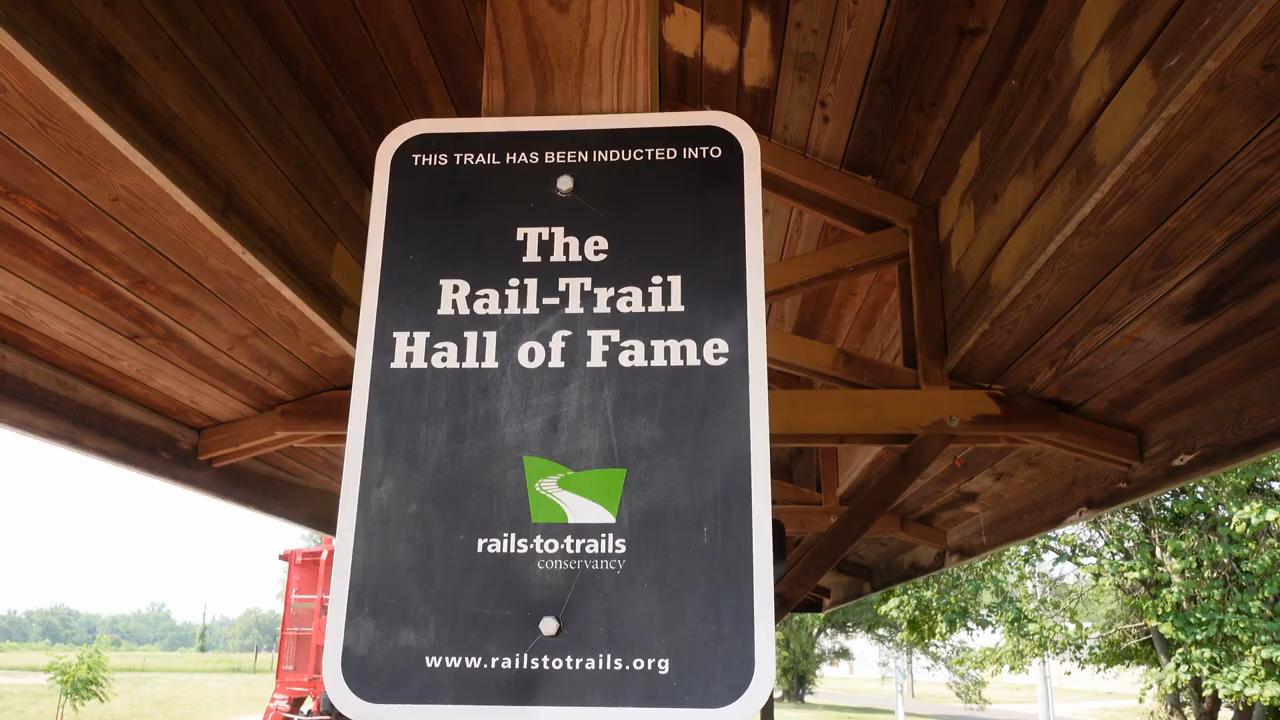 THIS TRAIL HAS BEEN INDUCTED INTO
The
Rail-Trail
Hall of Fame
rails·to·trails
conservancy
www.railstotrails.org